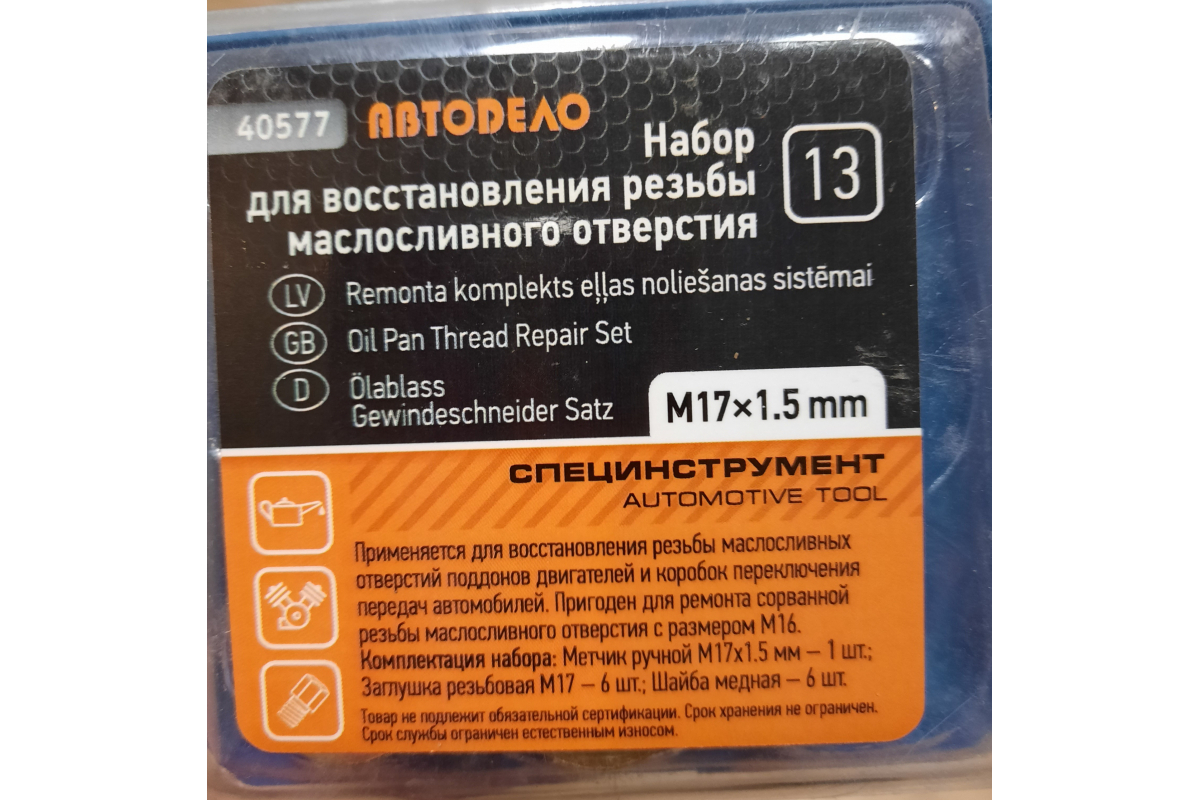 40577
АВТОDЕЛО
Набор
для восстановления резьбы
маслосливного отверстия
13
LV Remonta komplekts eļļas noliešanas sistēmai
GB Oil Pan Thread Repair Set
D Ölablass
Gewindeschneider Satz
M17×1.5 mm
СПЕЦИНСТРУМЕНТ
AUTOMOTIVE TOOL
Применяется для восстановления резьбы маслосливных
отверстий поддонов двигателей и коробок переключения
передач автомобилей. Пригоден для ремонта сорванной
резьбы маслосливного отверстия с размером М16.
Комплектация набора: Метчик ручной М17х1.5 мм – 1 шт.;
Заглушка резьбовая М17 – 6 шт.; Шайба медная – 6 шт.
Товар не подлежит обязательной сертификации. Срок хранения не ограничен.
Срок службы ограничен естественным износом.